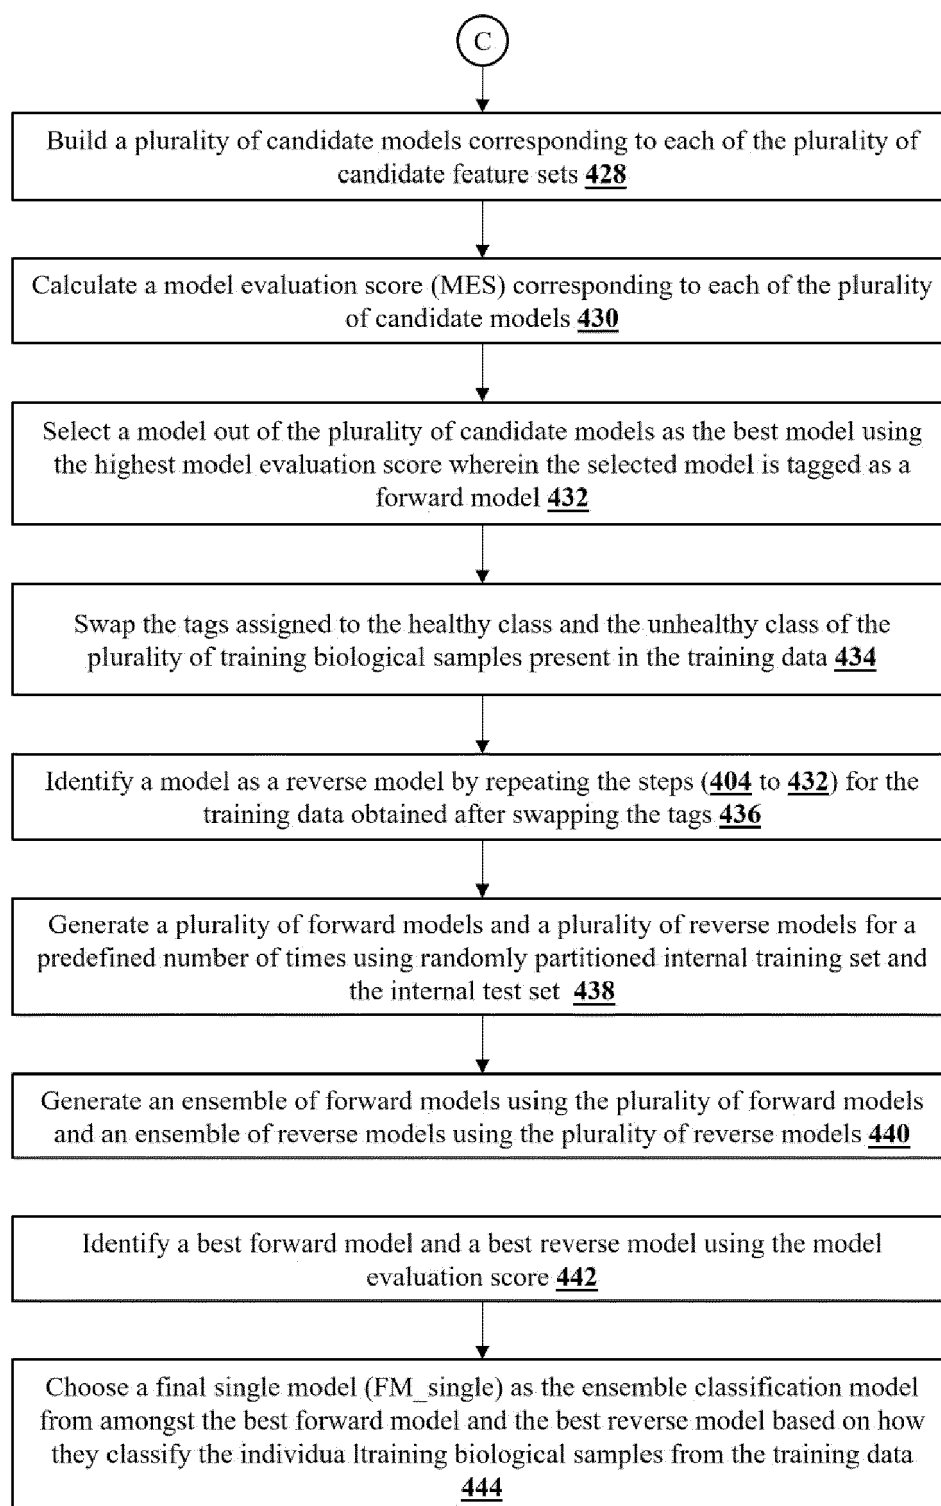 C
Build a plurality of candidate models corresponding to each of the plurality of
candidate feature sets 428
Calculate a model evaluation score (MES) corresponding to each of the plurality
of candidate models 430
Select a model out of the plurality of candidate models as the best model using
the highest model evaluation score wherein the selected model is tagged as a
forward model 432
Swap the tags assigned to the healthy class and the unhealthy class of the
plurality of training biological samples present in the training data 434
Identify a model as a reverse model by repeating the steps (404 to 432) for the
training data obtained after swapping the tags 436
Generate a plurality of forward models and a plurality of reverse models for a
predefined number of times using randomly partitioned internal training set and
the internal test set 438
Generate an ensemble of forward models using the plurality of forward models
and an ensemble of reverse models using the plurality of reverse models 440
Identify a best forward model and a best reverse model using the model
evaluation score 442
Choose a final single model (FM_single) as the ensemble classification model
from amongst the best forward model and the best reverse model based on how
they classify the individua ltraining biological samples from the training data
444